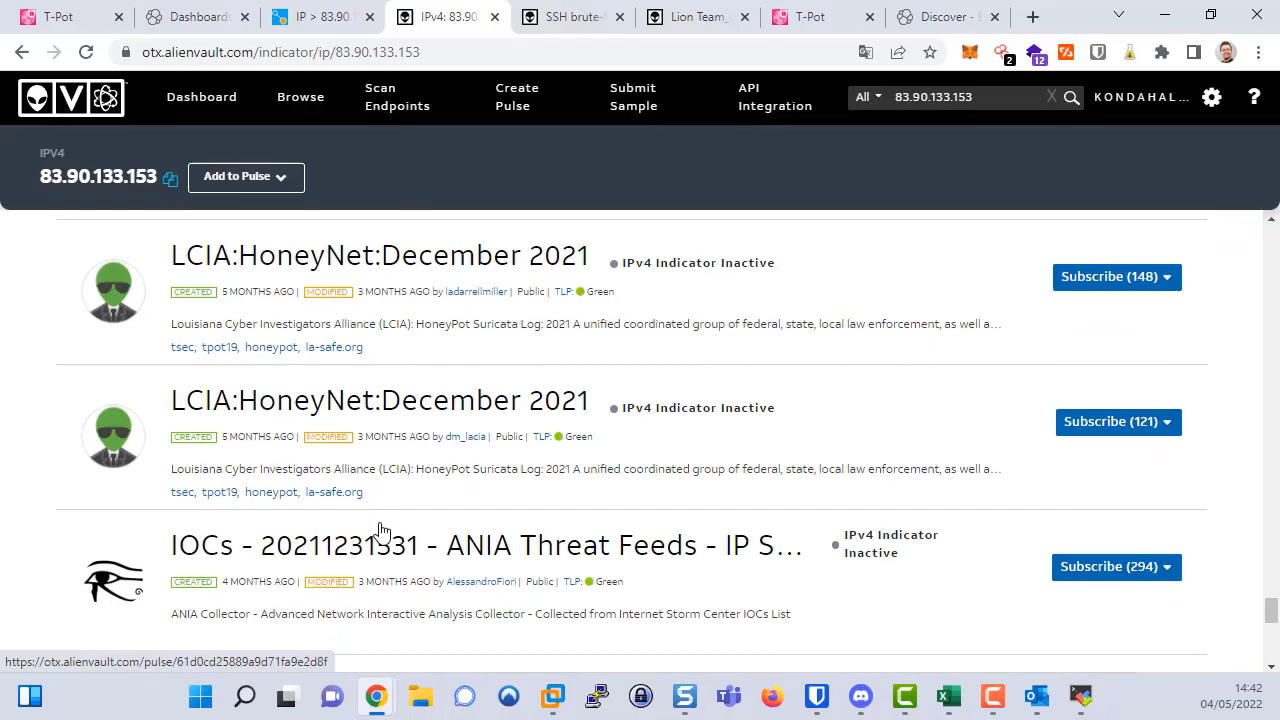 T-Pot
Dashboards
IP > 83.90.1
IPv4: 83.90.
SSH brute-
Lion Team_
T-Pot
Discover - E
otx.alienvault.com/indicator/ip/83.90.133.153
2
12
V
Dashboard
Browse
Scan
Endpoints
Create
Pulse
Submit
Sample
API
Integration
All
83.90.133.153
X
KONDAHAL...
?
IPV4
83.90.133.153
Add to Pulse
LCIA:HoneyNet:December 2021
IPv4 Indicator Inactive
Subscribe (148)
CREATED 5 MONTHS AGO | MODIFIED 3 MONTHS AGO by ladarrellmiller | Public | TLP: Green
Louisiana Cyber Investigators Alliance (LCIA): HoneyPot Suricata Log: 2021 A unified coordinated group of federal, state, local law enforcement, as well a...
tsec, tpot19, honeypot, la-safe.org
LCIA:HoneyNet:December 2021
IPv4 Indicator Inactive
Subscribe (121)
CREATED 5 MONTHS AGO | MODIFIED 3 MONTHS AGO by dm_lacia | Public | TLP: Green
Louisiana Cyber Investigators Alliance (LCIA): HoneyPot Suricata Log: 2021 A unified coordinated group of federal, state, local law enforcement, as well a...
tsec, tpot19, honeypot, la-safe.org
IOCs - 20211231331 - ANIA Threat Feeds - IP S...
IPv4 Indicator
Inactive
Subscribe (294)
CREATED 4 MONTHS AGO | MODIFIED 3 MONTHS AGO by AlessandroFiori | Public | TLP: Green
ANIA Collector - Advanced Network Interactive Analysis Collector - Collected from Internet Storm Center IOCs List
https://otx.alienvault.com/pulse/61d0cd25889a9d71fa9e2d8f
14:42
04/05/2022